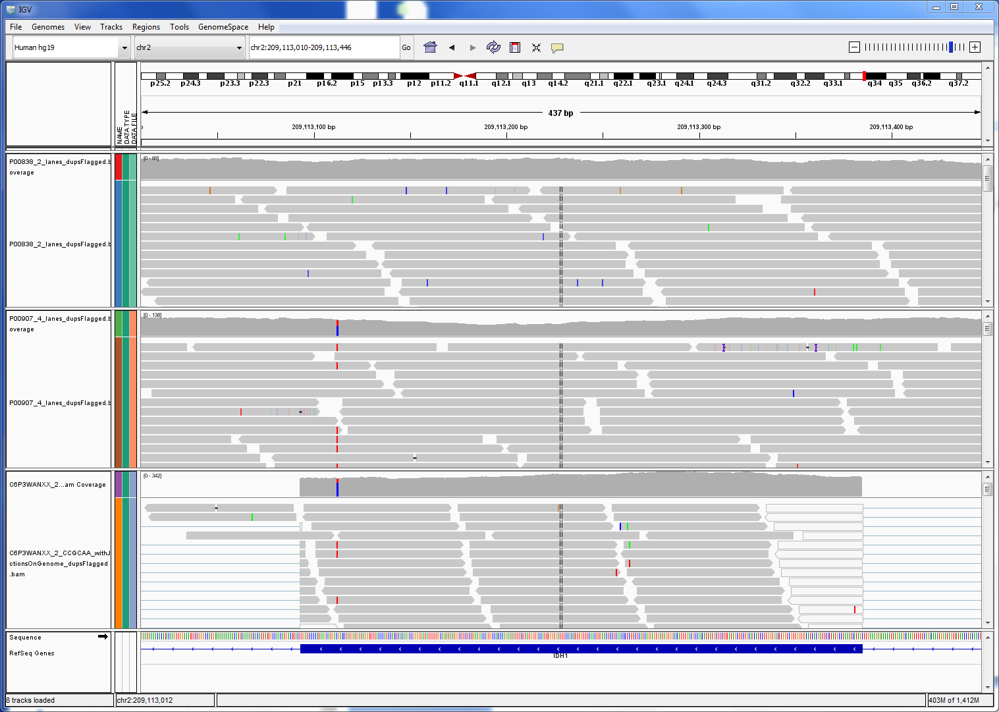 IGV
File Genomes View Tracks Regions Tools GenomeSpace Help
Human hg19 chr2 chr2:209,113,010-209,113,446 Go
NAME
DATA TYPE
DATA FILE
p25.2 p24.3 p23.3 p22.3 p21 p16.2 p15 p13.3 p12 p11.2 q11.1 q12.1 q13 q14.2 q21.1 q22.1 q23.1 q24.1 q24.3 q31.2 q32.2 q33.1 q34 q35 q36.2 q37.2
437 bp
209,113,100 bp 209,113,200 bp 209,113,300 bp 209,113,400 bp
P00838_2_lanes_dupsFlagged.b
overage
[0 - 69]
P00838_2_lanes_dupsFlagged.b
P00907_4_lanes_dupsFlagged.b
overage
[0 - 138]
P00907_4_lanes_dupsFlagged.b
C6P3WANXX_2...am Coverage
[0 - 342]
C6P3WANXX_2_CCGCAA_withJ
ctionsOnGenome_dupsFlagged
.bam
Sequence
RefSeq Genes
IDH1
8 tracks loaded chr2:209,113,012 403M of 1,412M